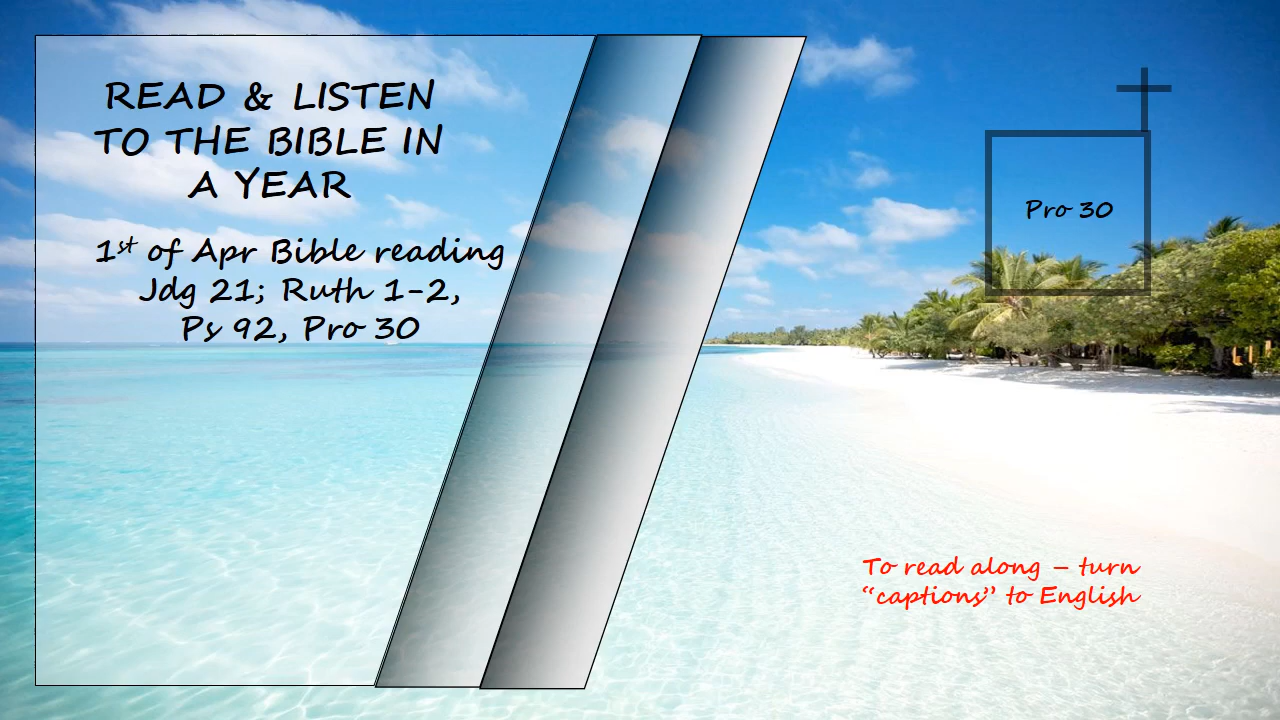 READ & LISTEN
TO THE BIBLE IN
A YEAR
1st of Apr Bible reading
Jdg 21; Ruth 1-2,
Ps 92, Pro 30
Pro 30
To read along – turn
“captions” to English